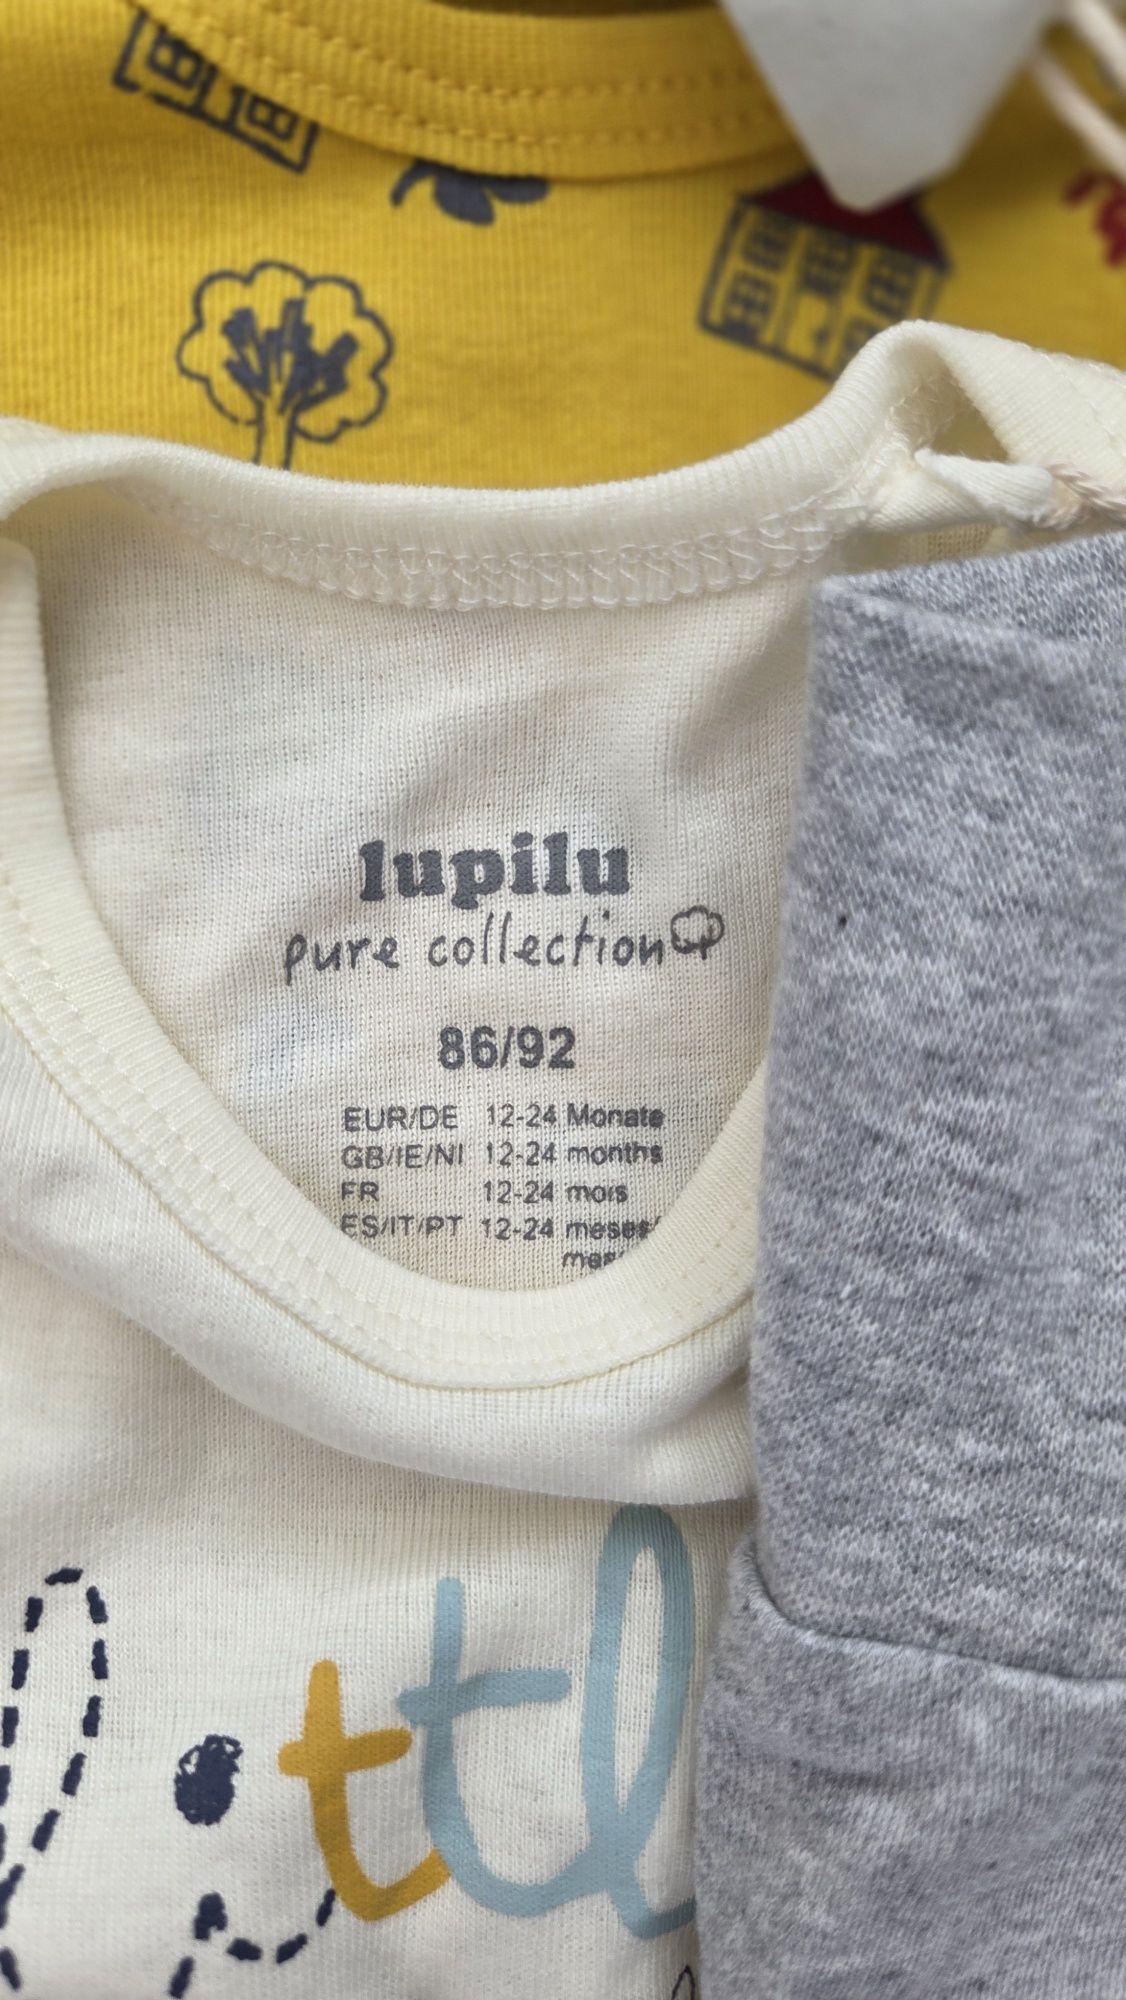 lupilu
pure collection
86/92
EUR/DE 12-24 Monate
GB/IE/NI 12-24 months
FR 12-24 mois
ES/IT/PT 12-24 meses/